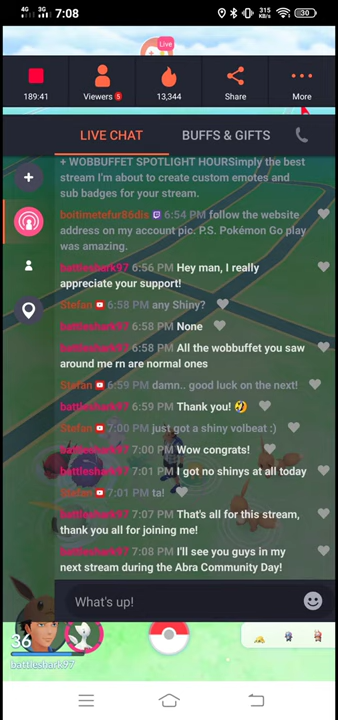 4G 3G 7:08 315 KB/s 30
Live
189:41 Viewers 5 13,344 Share More
LIVE CHAT BUFFS & GIFTS
+ WOBBUFFET SPOTLIGHT HOURSimply the best
stream I'm about to create custom emotes and
sub badges for your stream.
boitimetefur86dis 6:54 PM follow the website
address on my account pic. P.S. Pokémon Go play
was amazing.
battleshark97 6:56 PM Hey man, I really
appreciate your support!
Stefan 6:58 PM any Shiny?
battleshark97 6:58 PM None
battleshark97 6:58 PM All the wobbuffet you saw
around me rn are normal ones
Stefan 6:59 PM damn.. good luck on the next!
battleshark97 6:59 PM Thank you! 🤣
Stefan 7:00 PM just got a shiny volbeat :)
battleshark97 7:00 PM Wow congrats!
battleshark97 7:01 PM I got no shinys at all today
Stefan 7:01 PM ta!
battleshark97 7:07 PM That's all for this stream,
thank you all for joining me!
battleshark97 7:08 PM I'll see you guys in my
next stream during the Abra Community Day!
What's up!
36
battleshark97